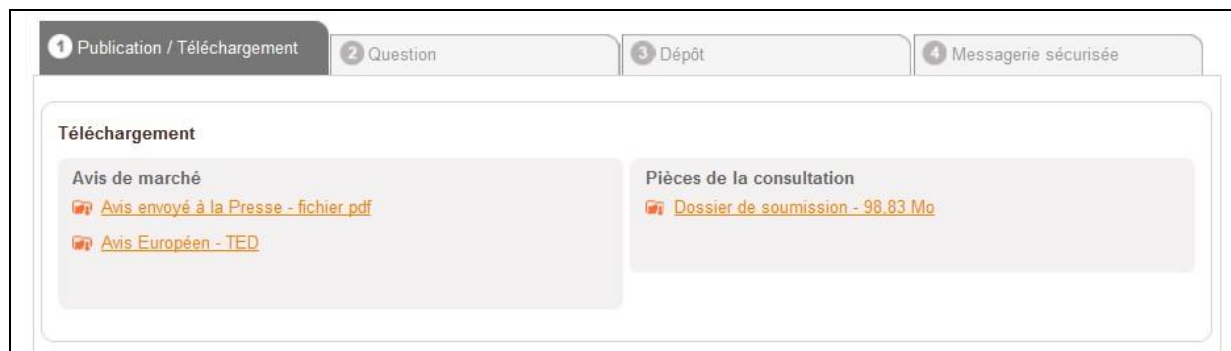 1 Publication / Téléchargement
2 Question
3 Dépôt
4 Messagerie sécurisée
Téléchargement
Avis de marché
Avis envoyé à la Presse - fichier pdf
Avis Européen - TED
Pièces de la consultation
Dossier de soumission - 98.83 Mo